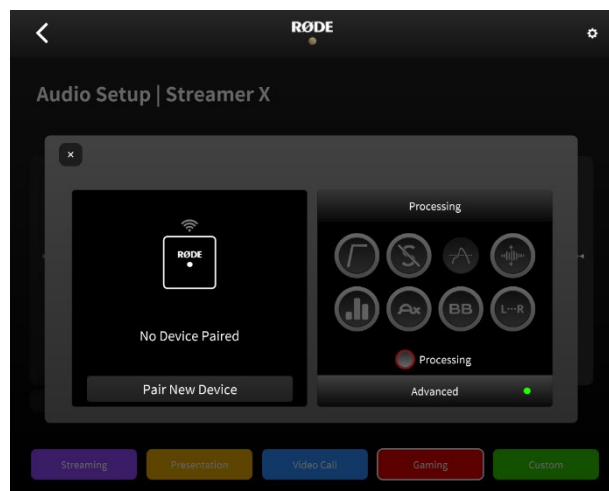 RØDE
Audio Setup | Streamer X
×
Processing
RØDE
No Device Paired
Pair New Device
S
Ax
BB
L···R
Processing
Advanced
Streaming
Presentation
Video Call
Gaming
Custom